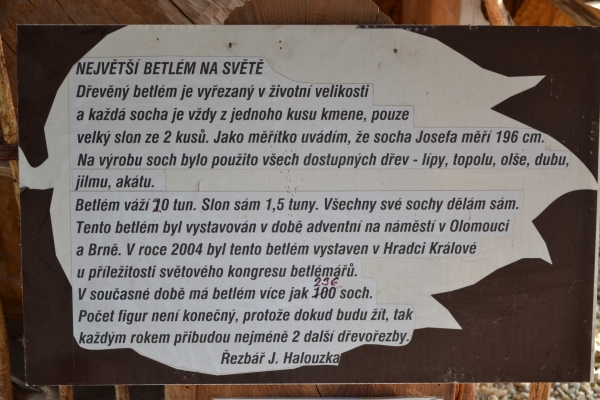 NEJVĚTŠÍ BETLÉM NA SVĚTĚ
Dřevěný betlém je vyřezaný v životní velikosti
a každá socha je vždy z jednoho kusu kmene, pouze
velký slon ze 2 kusů. Jako měřítko uvádím, že socha Josefa měří 196 cm.
Na výrobu soch bylo použito všech dostupných dřev - lípy, topolu, olše, dubu,
jilmu, akátu.
Betlém váží 20 tun. Slon sám 1,5 tuny. Všechny své sochy dělám sám.
Tento betlém byl vystavován v době adventní na náměstí v Olomouci
a Brně. V roce 2004 byl tento betlém vystaven v Hradci Králové
u příležitosti světového kongresu betlémářů.
236
V současné době má betlém více jak 100 soch.
Počet figur není konečný, protože dokud budu žít, tak
každým rokem přibudou nejméně 2 další dřevořezby.
Řezbář J. Halouzka